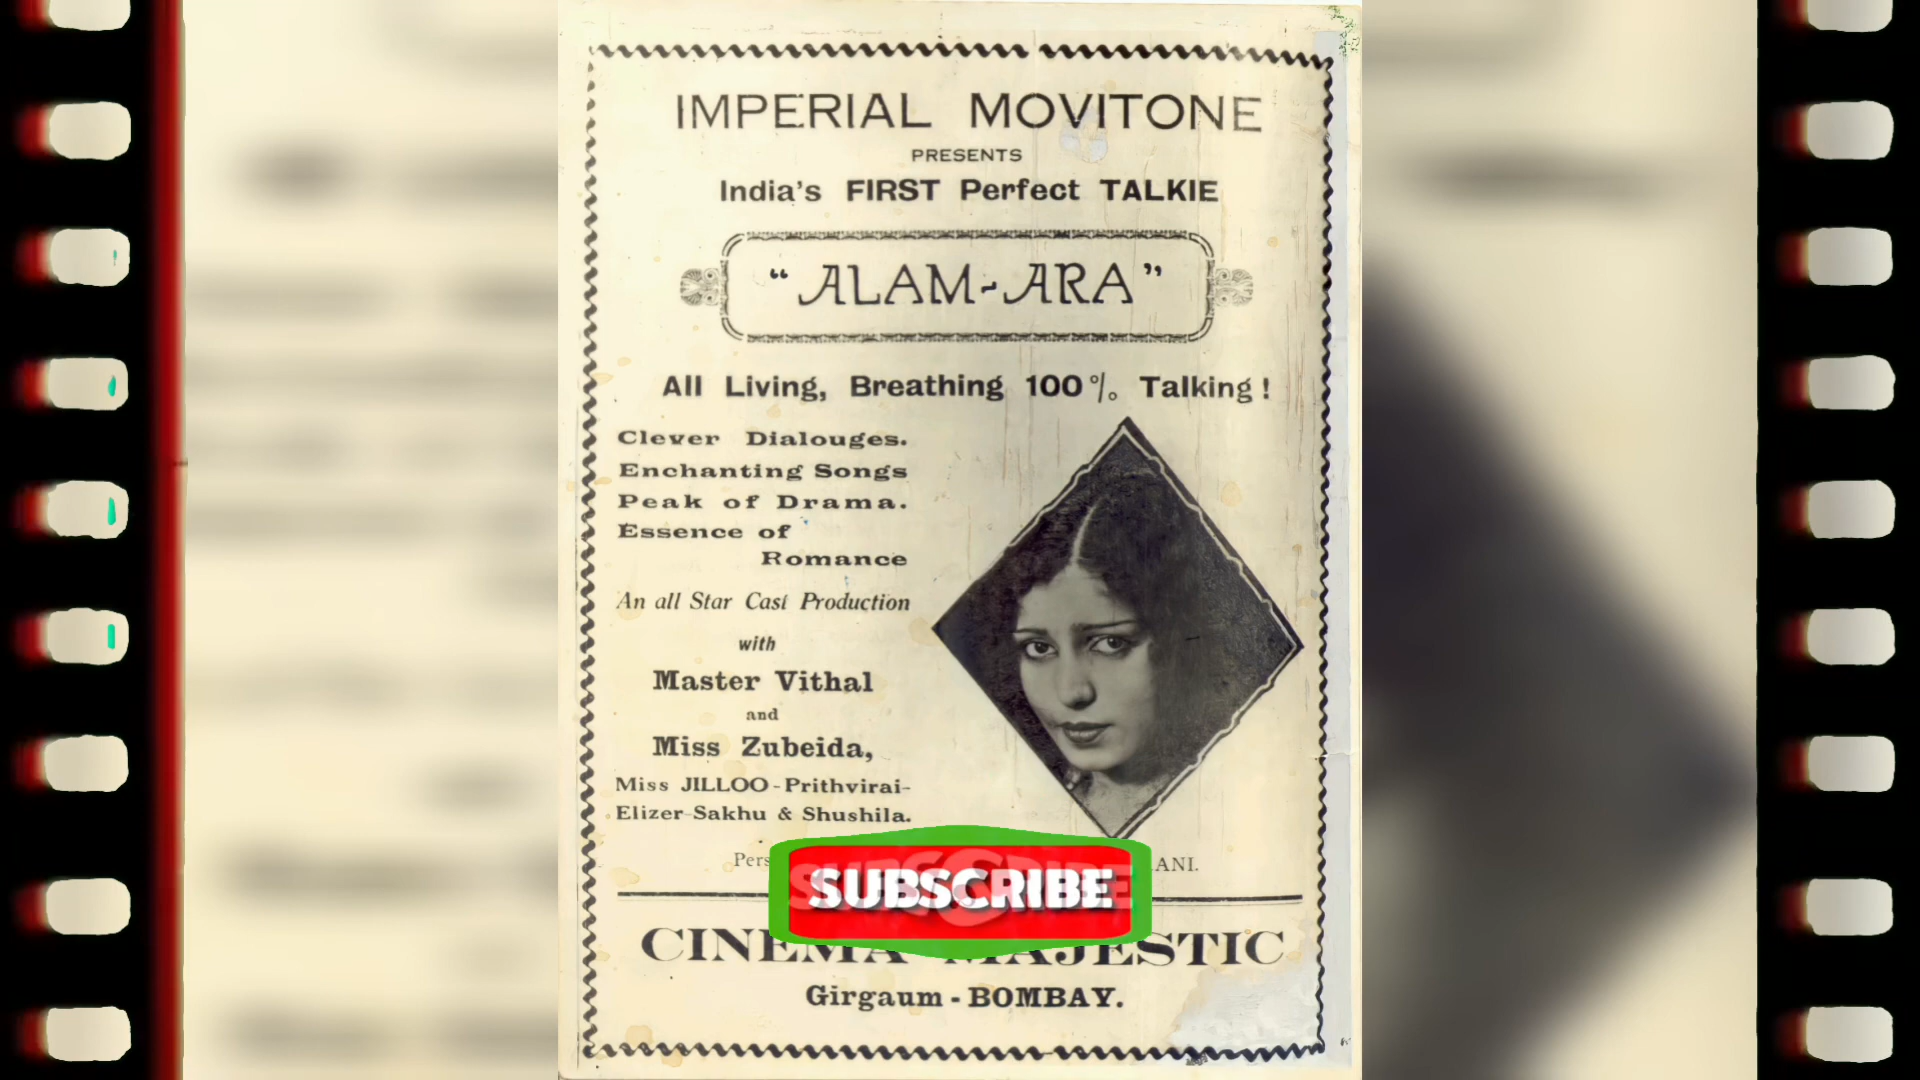 IMPERIAL MOVITONE
PRESENTS
India's FIRST Perfect TALKIE
"ALAM-ARA"
All Living, Breathing 100% Talking!
Clever Dialouges.
Enchanting Songs
Peak of Drama.
Essence of
Romance
An all Star Cast Production
with
Master Vithal
and
Miss Zubeida,
Miss JILLOO-Prithviraj-
Elizer-Sakhu & Shushila.
SUBSCRIBE
CINEMA MAJESTIC
Girgaum - BOMBAY.